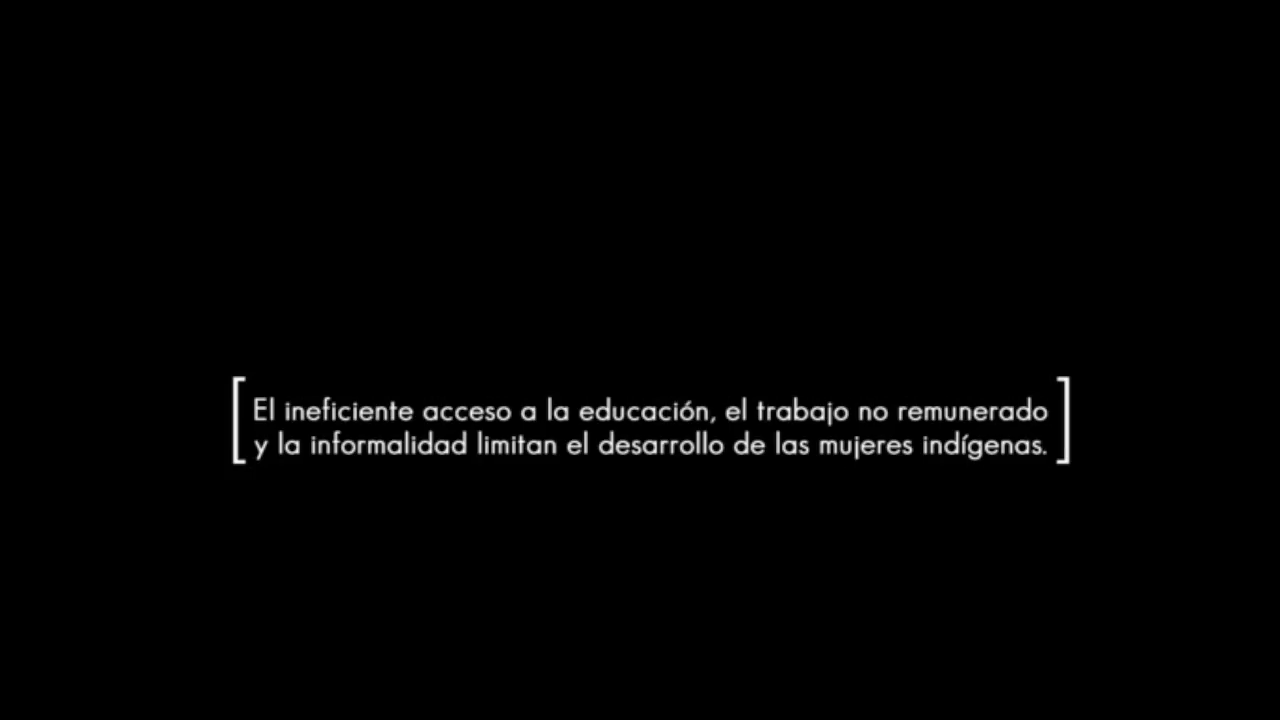 [El ineficiente acceso a la educación, el trabajo no remunerado
y la informalidad limitan el desarrollo de las mujeres indígenas.]